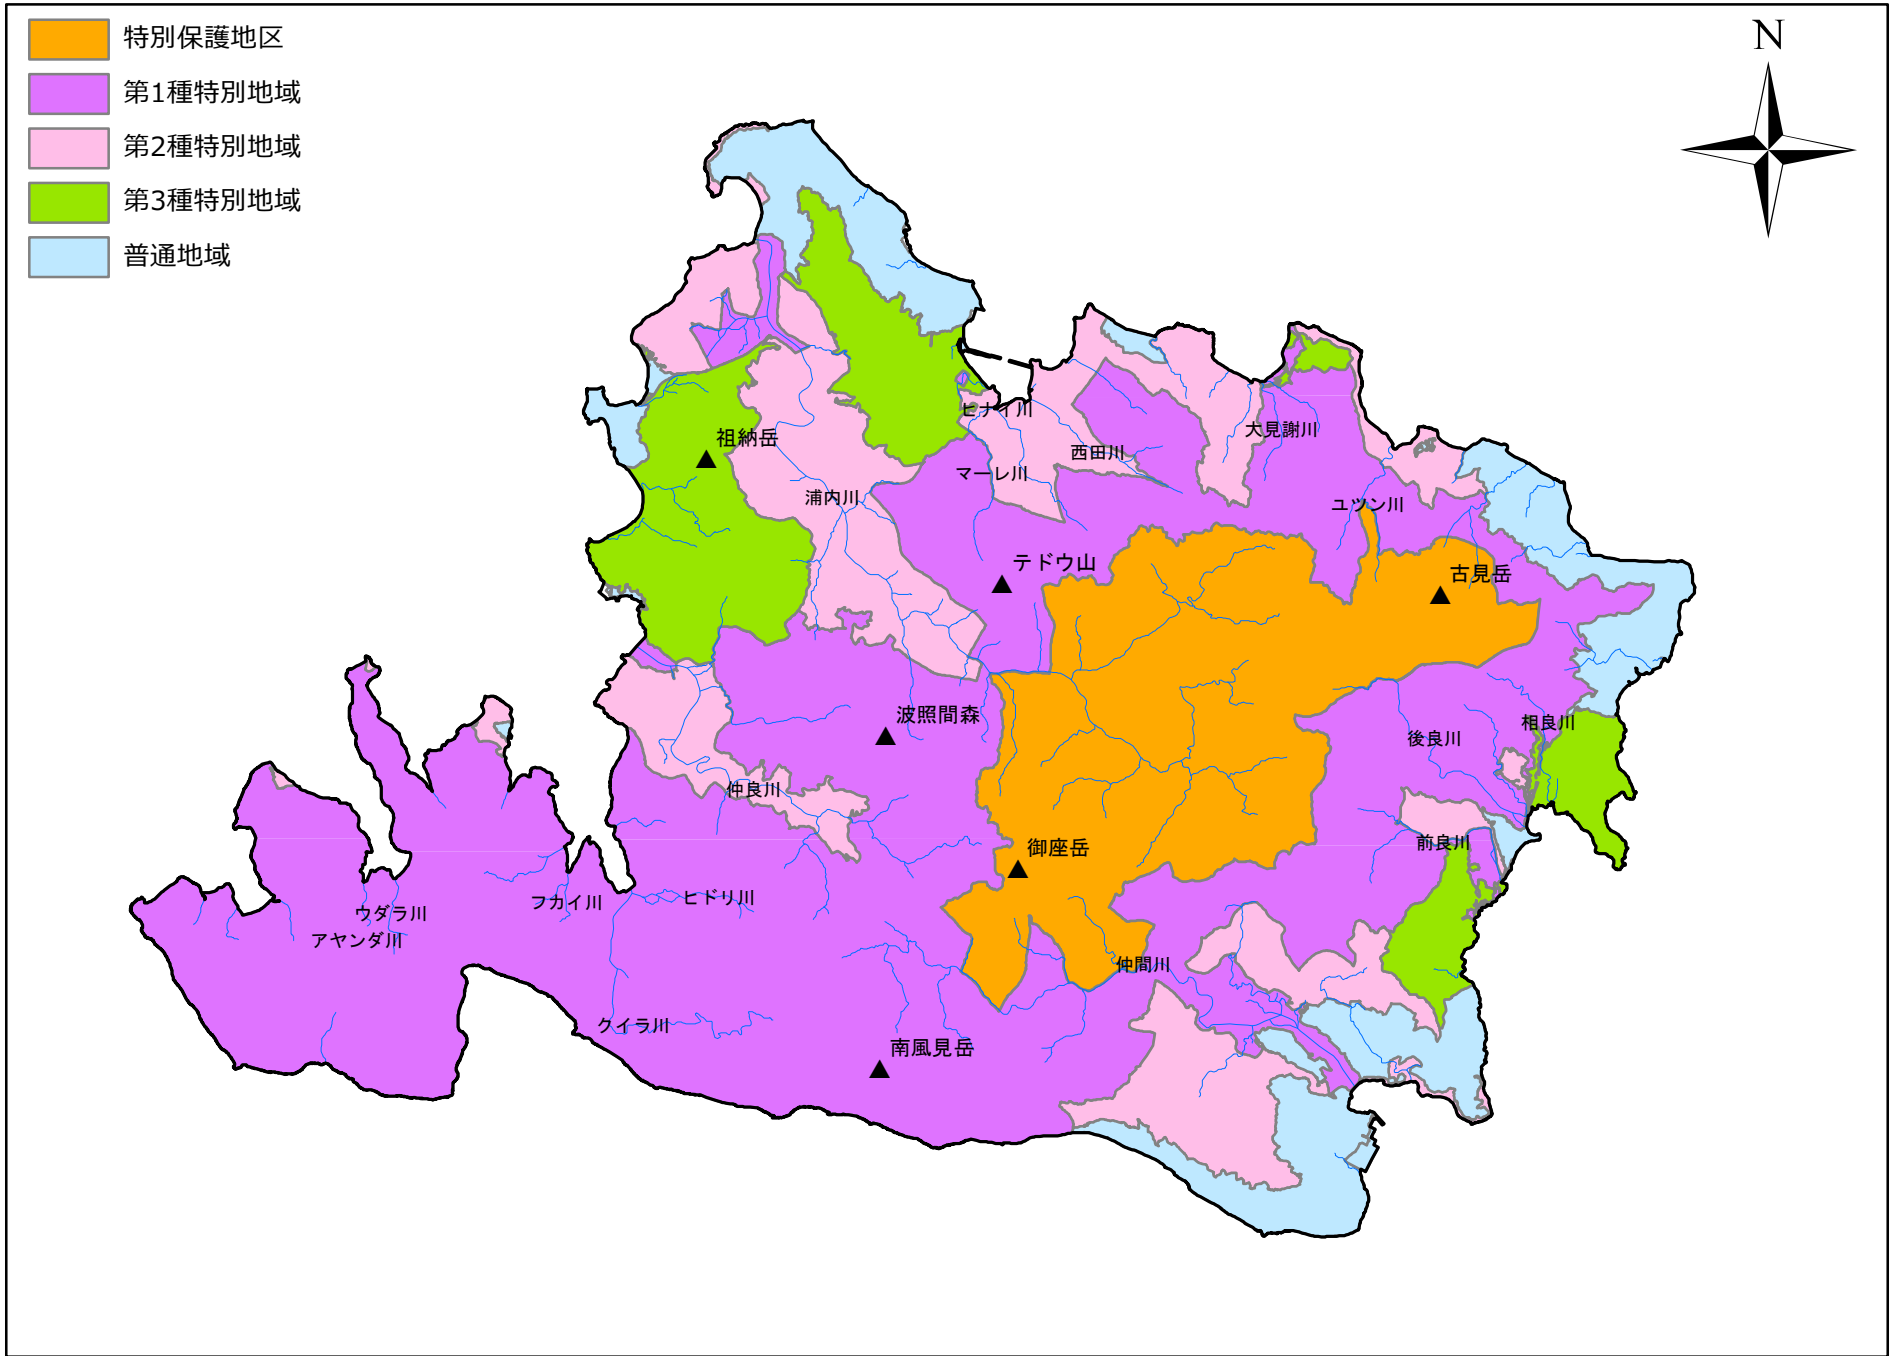 特別保護地区
第1種特別地域
第2種特別地域
第3種特別地域
普通地域
N
ヒナイ川
祖納岳
西田川
大見謝川
マーレ川
浦内川
ユツン川
テドウ山
古見岳
波照間森
相良川
後良川
仲良川
前良川
御座岳
ウダラ川
フカイ川
ヒドリ川
アヤンダ川
仲間川
クイラ川
南風見岳